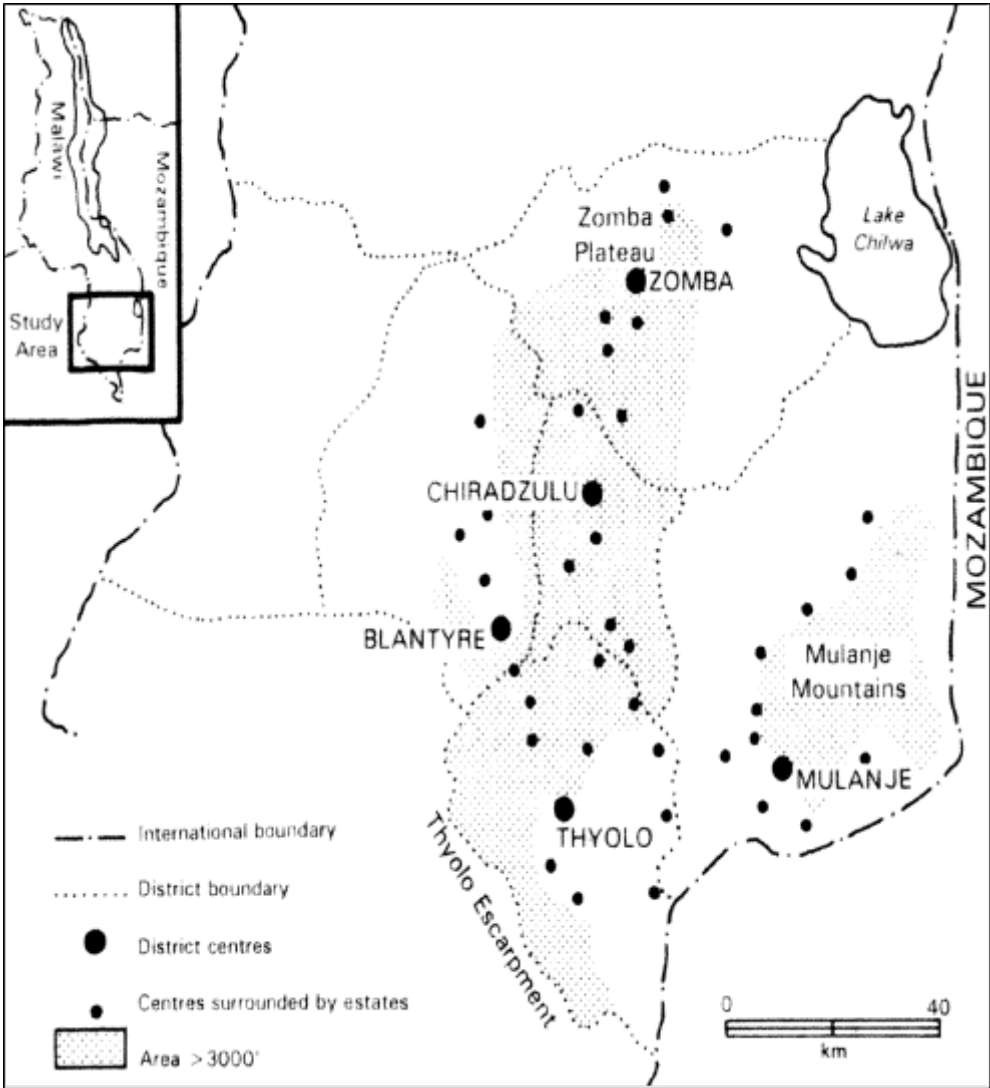 Malawi
Mozambique
Study
Area
Zomba
Plateau
ZOMBA
Lake
Chilwa
CHIRADZULU
MOZAMBIQUE
BLANTYRE
Mulanje
Mountains
MULANJE
THYOLO
Thyolo Escarpment
International boundary
District boundary
District centres
Centres surrounded by estates
Area >3000'
0 40
km